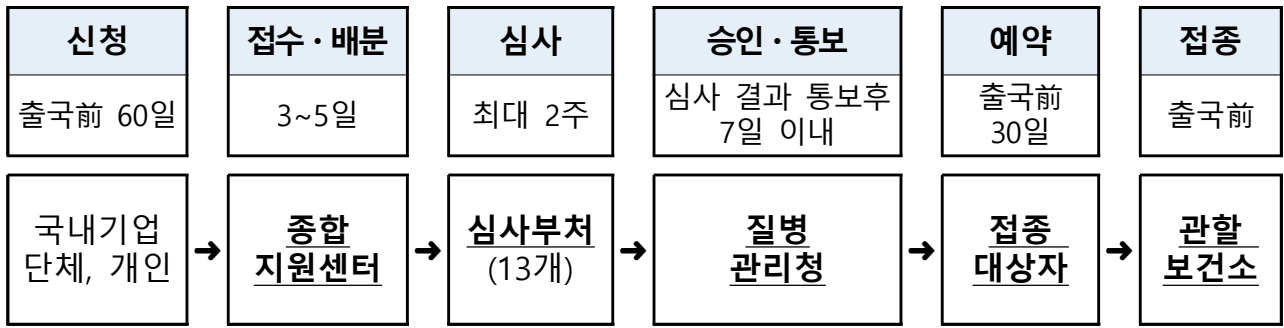 신청
접수·배분
심사
승인·통보
예약
접종
출국前 60일
3~5일
최대 2주
심사 결과 통보후
7일 이내
출국前
30일
출국前
국내기업
단체, 개인
➜
종합
지원센터
➜
심사부처
(13개)
➜
질병
관리청
➜
접종
대상자
➜
관할
보건소